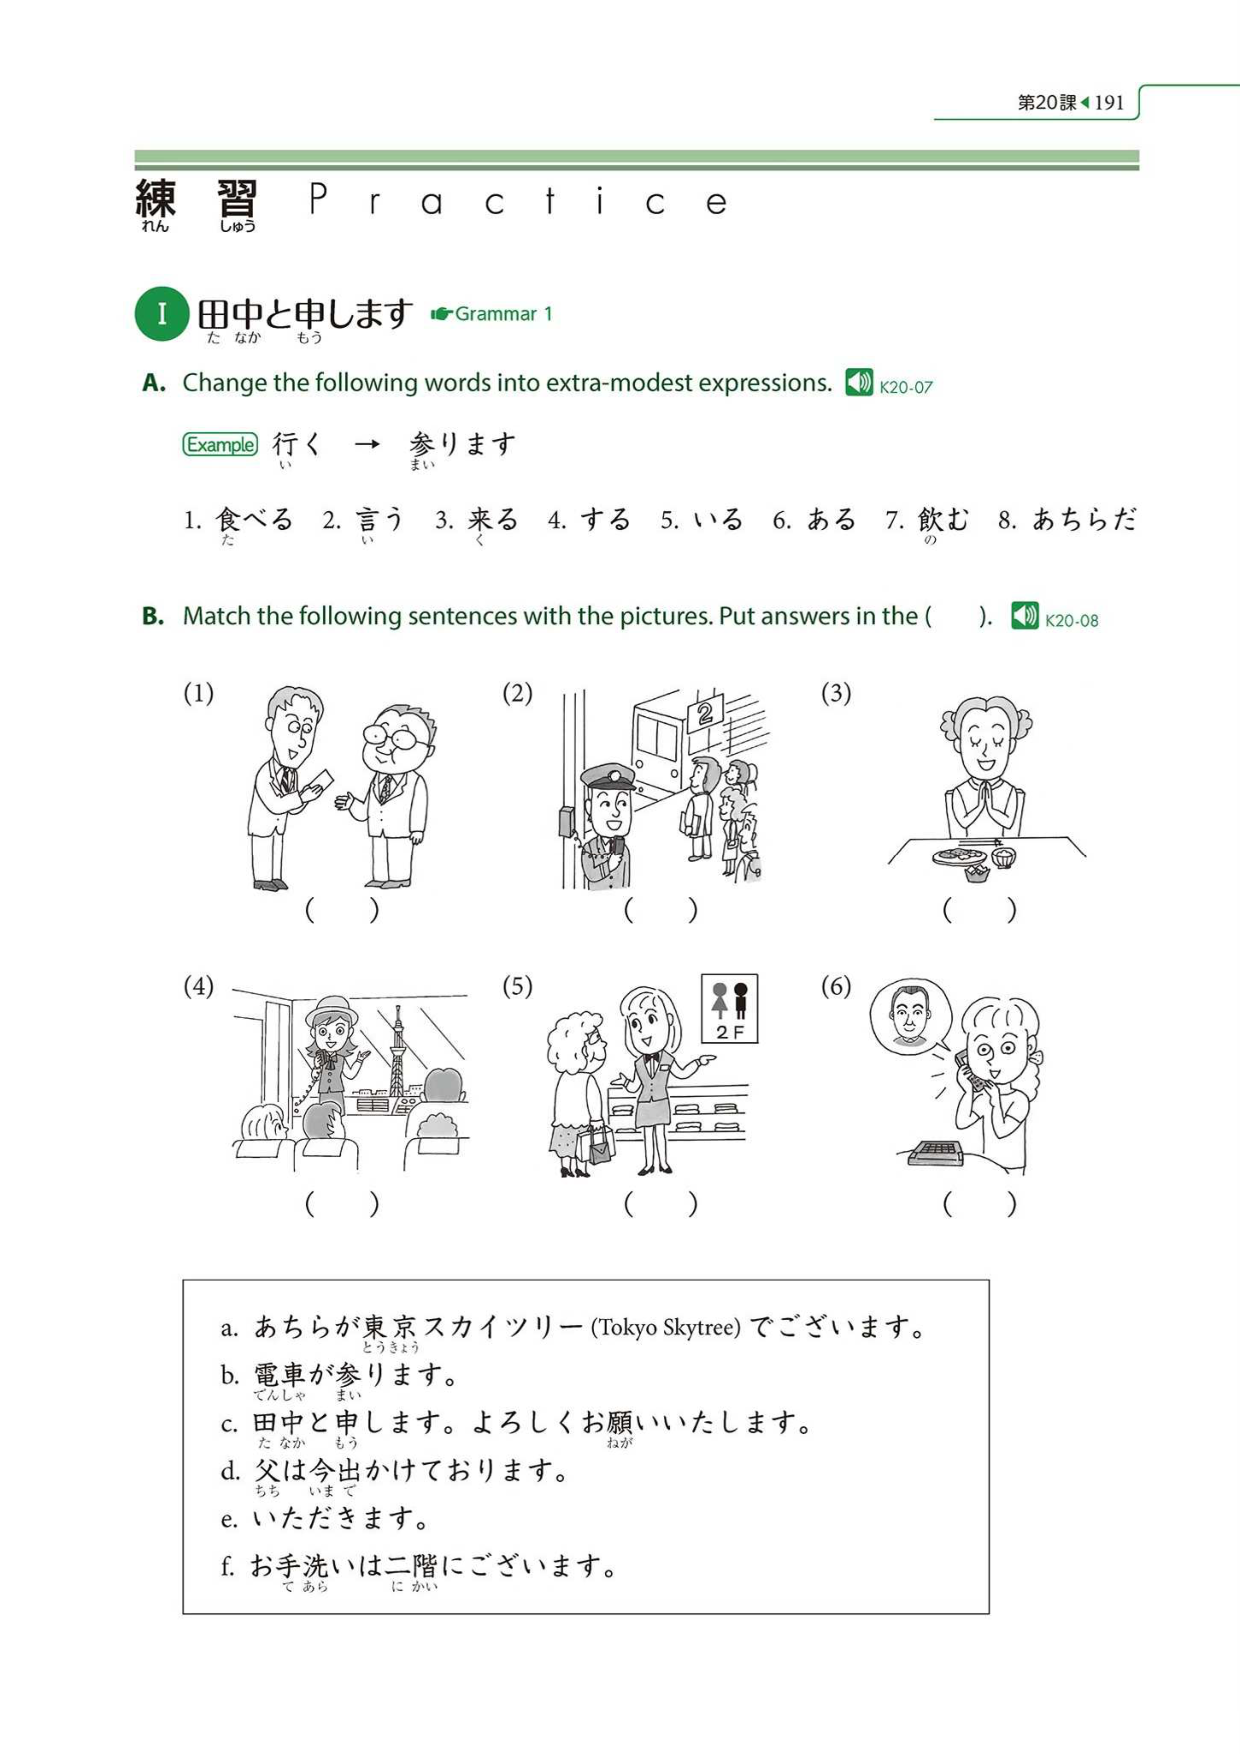 第20課 191
練習 Practice
れん しゅう
I 田中と申します Grammar 1
た なか もう
A. Change the following words into extra-modest expressions. K20-07
Example 行く → 参ります
い まい
1. 食べる 2. 言う 3. 来る 4. する 5. いる 6. ある 7. 飲む 8. あちらだ
た い く の
B. Match the following sentences with the pictures. Put answers in the ( ). K20-08
(1) (2) (3)
2
( ) ( ) ( )
(4) (5) (6)
2F
( ) ( ) ( )
a. あちらが東京スカイツリー (Tokyo Skytree) でございます。
とうきょう
b. 電車が参ります。
でんしゃ まい
c. 田中と申します。よろしくお願いいたします。
た なか もう ねが
d. 父は今出かけております。
ちち いま で
e. いただきます。
f. お手洗いは二階にございます。
て あら に かい